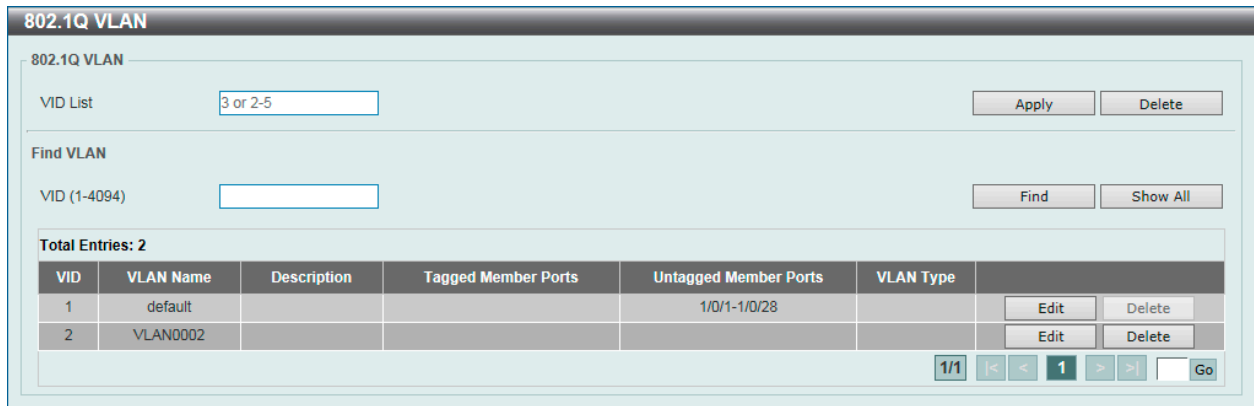 802.1Q VLAN
802.1Q VLAN
VID List 3 or 2-5 Apply Delete
Find VLAN
VID (1-4094) Find Show All
Total Entries: 2
VID VLAN Name Description Tagged Member Ports Untagged Member Ports VLAN Type
1 default 1/0/1-1/0/28 Edit Delete
2 VLAN0002 Edit Delete
1/1 |< < 1 > >| Go